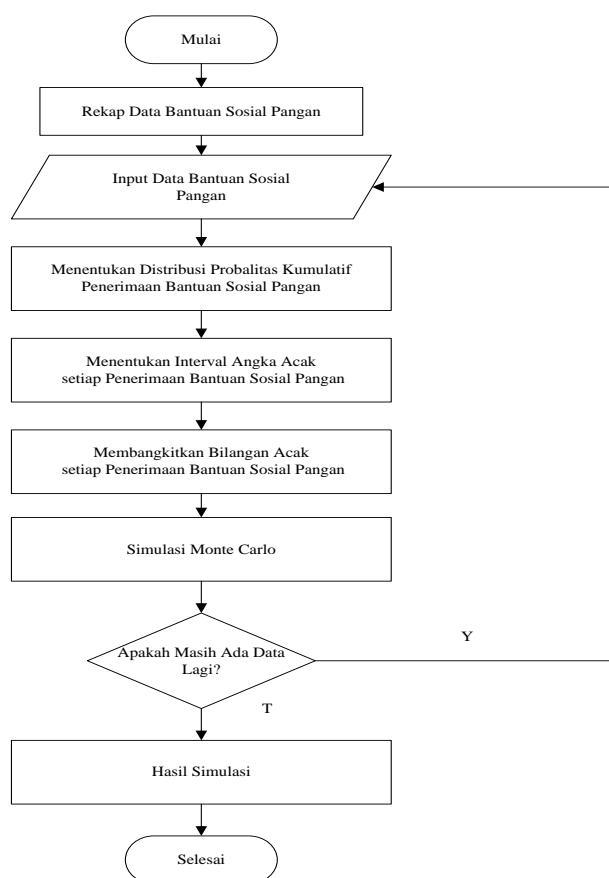 Mulai
Rekap Data Bantuan Sosial Pangan
Input Data Bantuan Sosial
Pangan
Menentukan Distribusi Probalitas Kumulatif
Penerimaan Bantuan Sosial Pangan
Menentukan Interval Angka Acak
setiap Penerimaan Bantuan Sosial Pangan
Membangkitkan Bilangan Acak
setiap Penerimaan Bantuan Sosial Pangan
Simulasi Monte Carlo
Apakah Masih Ada Data
Lagi?
Y
T
Hasil Simulasi
Selesai